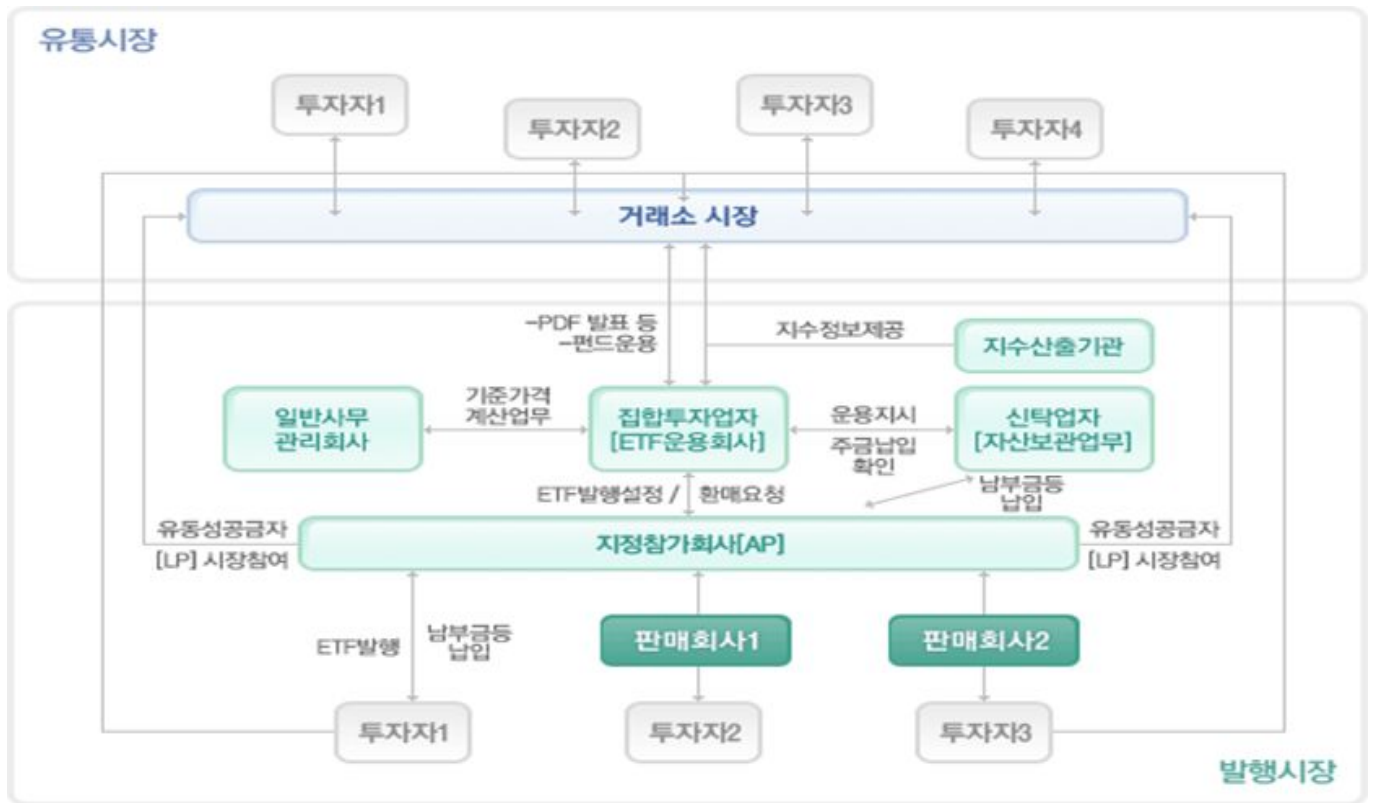 유통시장
투자자1
투자자2
투자자3
투자자4
거래소 시장
-PDF 발표 등
-펀드운용
지수정보제공
지수산출기관
일반사무
관리회사
기준가격
계산업무
집합투자업자
[ETF운용회사]
운용지시
주금납입
확인
신탁업자
[자산보관업무]
ETF발행설정 / 환매요청
남부금등
납입
유동성공급자
[LP] 시장참여
지정참가회사[AP]
유동성공급자
[LP] 시장참여
ETF발행
남부금등
납입
판매회사1
판매회사2
투자자1
투자자2
투자자3
발행시장